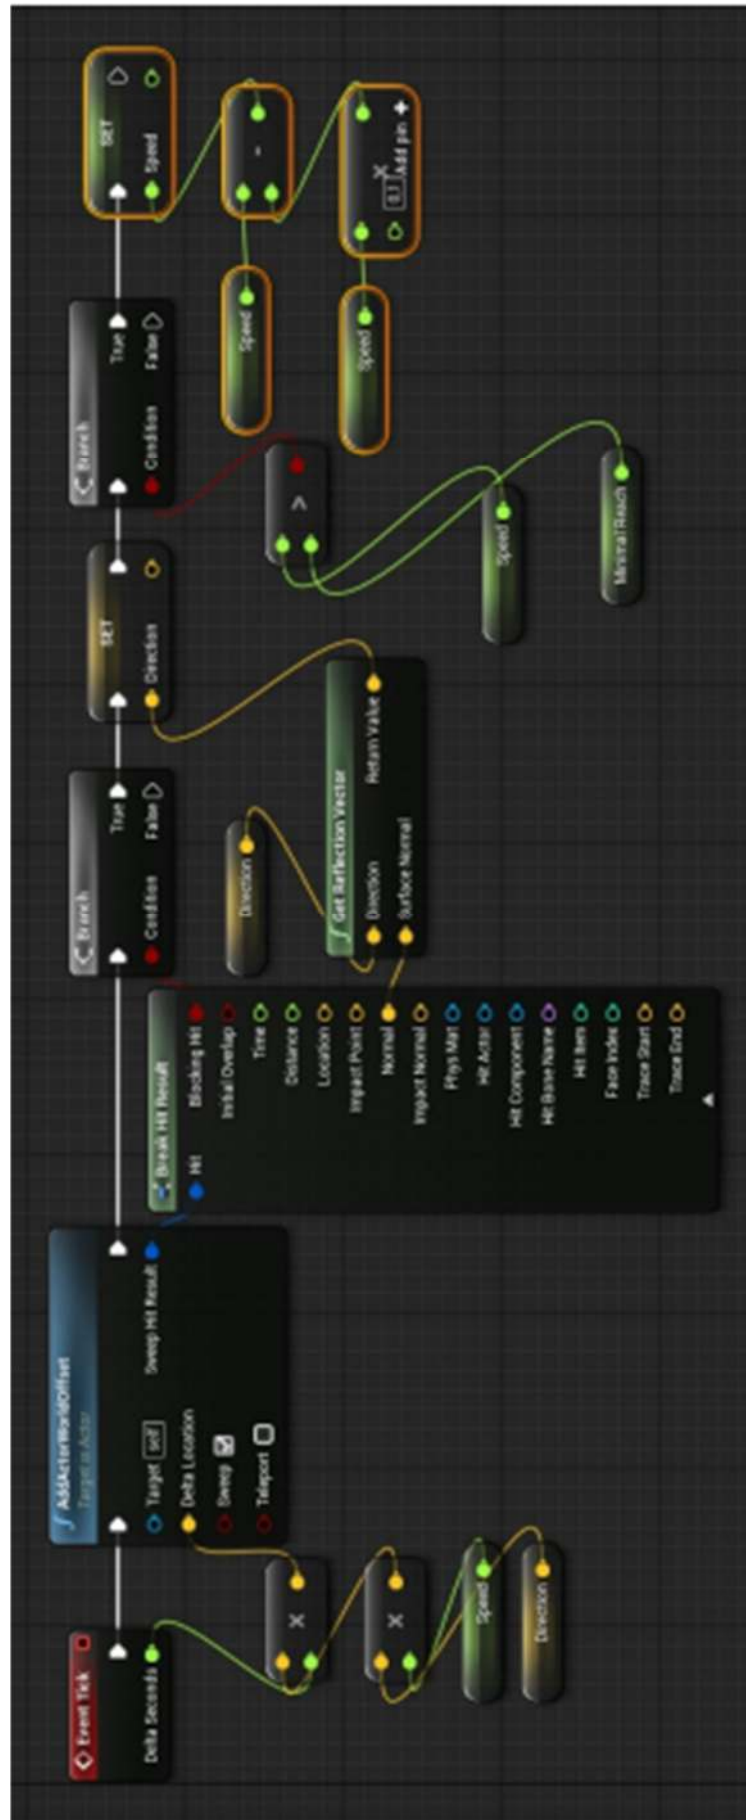 Event Tick
Delta Seconds
X
X
Speed
Direction
AddActorWorldOffset
Target is Actor
Target self
Sweep Hit Result
Delta Location
Sweep
Teleport
Break Hit Result
Hit
Blocking Hit
Initial Overlap
Time
Distance
Location
Impact Point
Normal
Impact Normal
Phys Mat
Hit Actor
Hit Component
Hit Bone Name
Hit Item
Face Index
Trace Start
Trace End
Branch
True
Condition
False
Direction
Get Reflection Vector
Direction
Return Value
Surface Normal
SET
Direction
Branch
True
Condition
False
>
Speed
Minimal Reach
SET
Speed
-
Speed
X
0.1
Add pin +
Speed